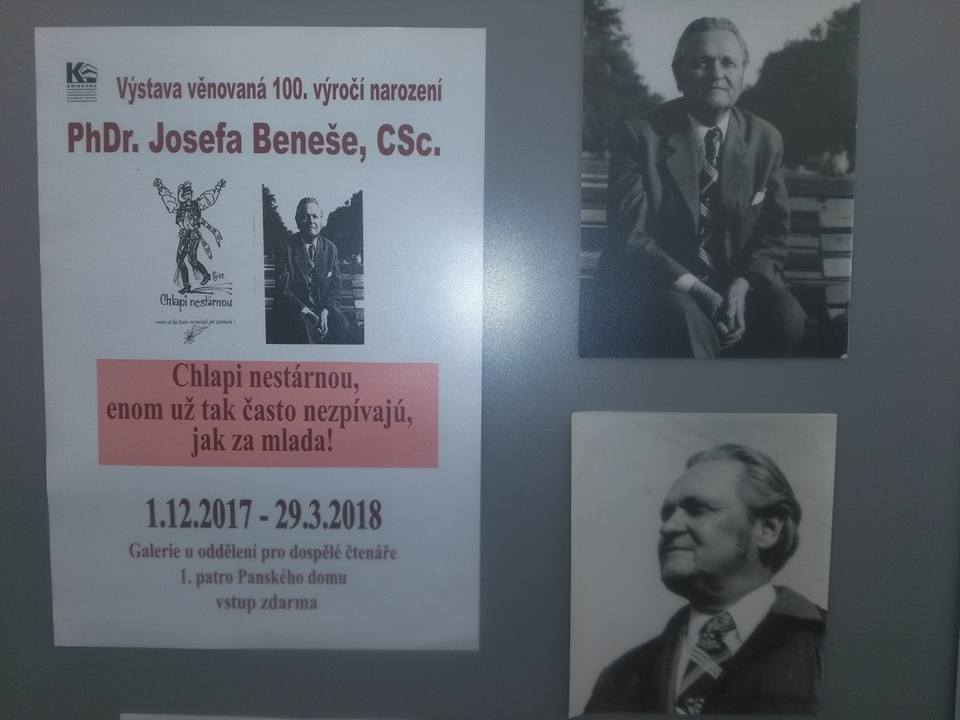 KNIHOVNA
Výstava věnovaná 100. výročí narození
PhDr. Josefa Beneše, CSc.
Chlapi nestárnou
Chlapi nestárnou,
enom už tak často nezpívajú,
jak za mlada!
1.12.2017 - 29.3.2018
Galerie u oddělení pro dospělé čtenáře
1. patro Panského domu
vstup zdarma